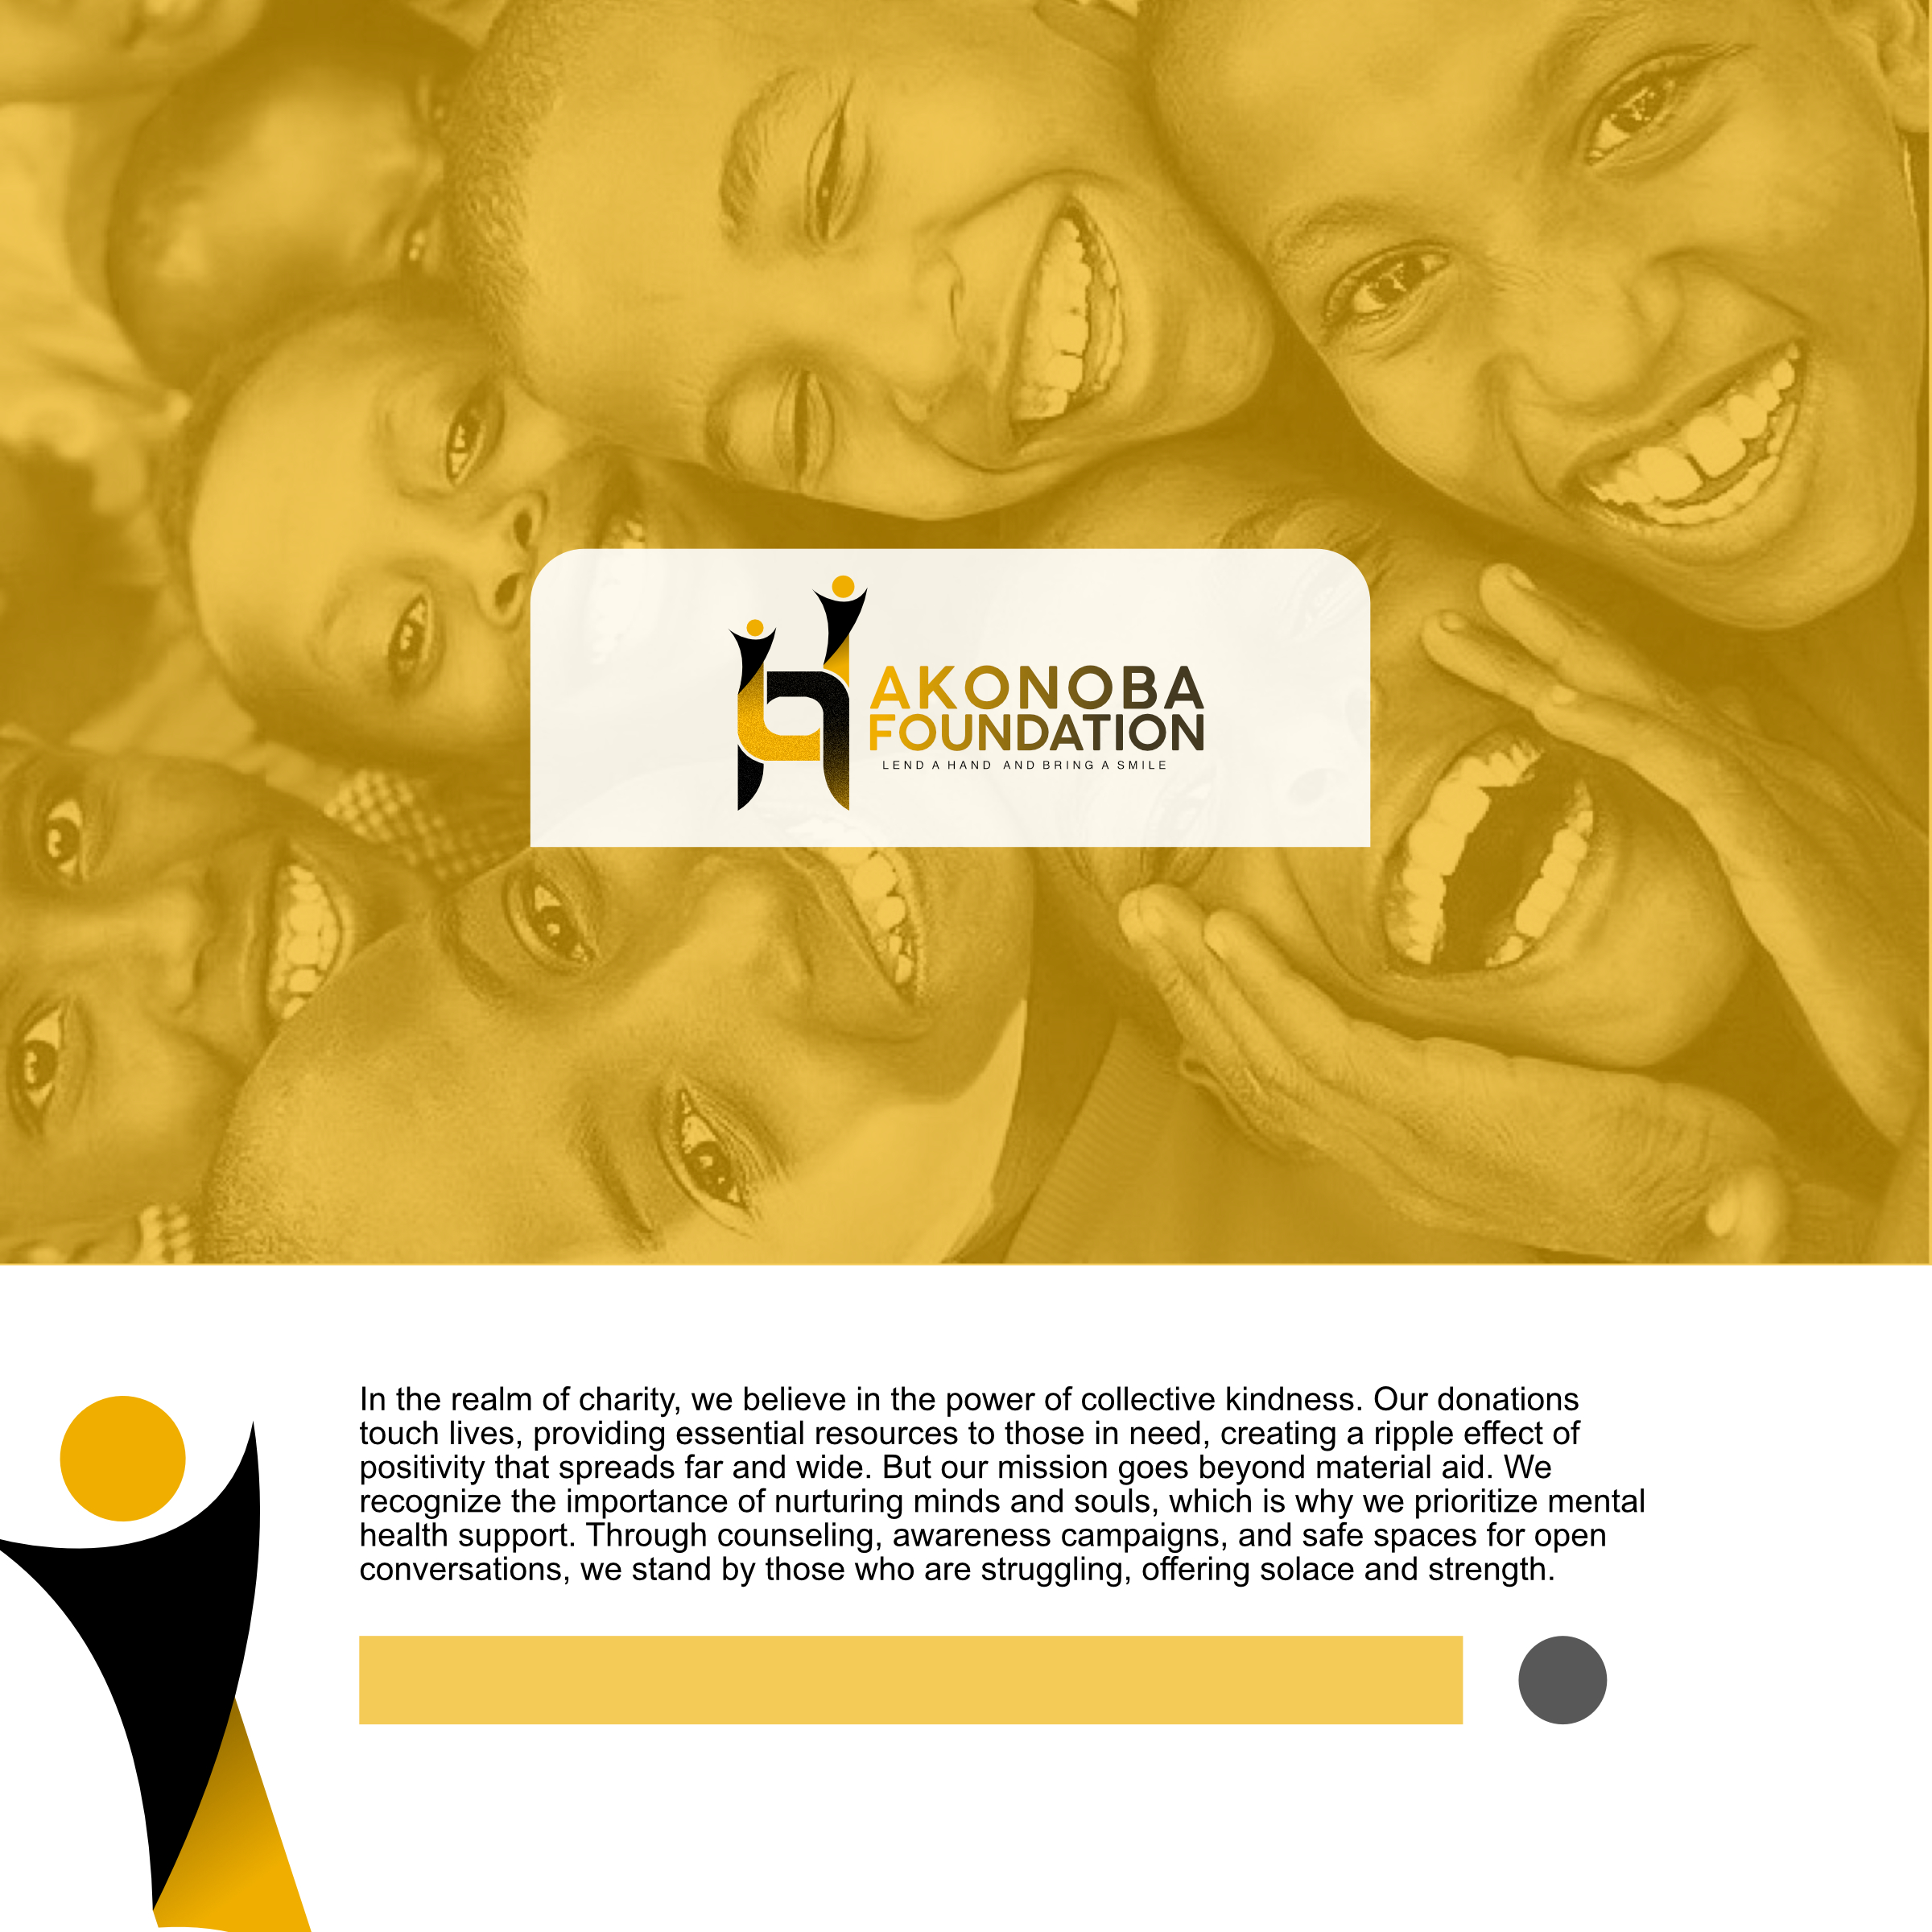 AKONOBA
FOUNDATION
LEND A HAND AND BRING A SMILE
In the realm of charity, we believe in the power of collective kindness. Our donations
touch lives, providing essential resources to those in need, creating a ripple effect of
positivity that spreads far and wide. But our mission goes beyond material aid. We
recognize the importance of nurturing minds and souls, which is why we prioritize mental
health support. Through counseling, awareness campaigns, and safe spaces for open
conversations, we stand by those who are struggling, offering solace and strength.